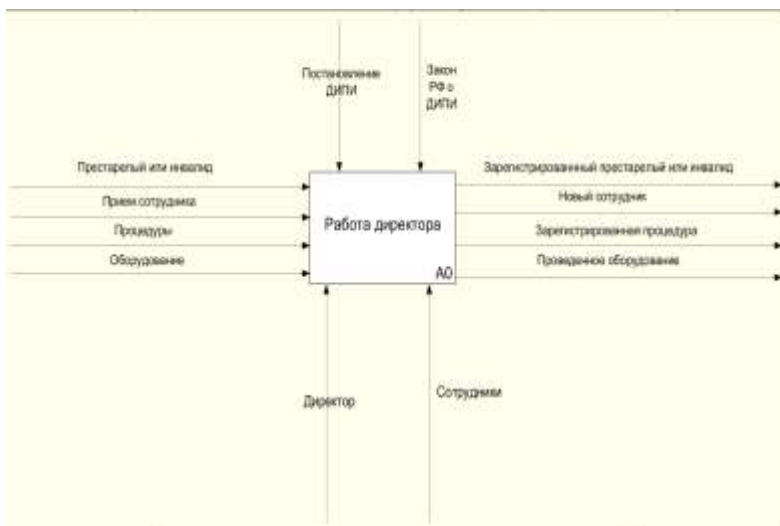 Постановление
ДИПИ
Закон
РФ о
ДИПИ
Престарелый или инвалид
Прием сотрудника
Процедуры
Оборудование
Работа директора
A0
Зарегистрированнный престарелый или инвалид
Новый сотрудник
Зарегистрированная процедура
Проведенное оборудование
Директор
Сотрудники